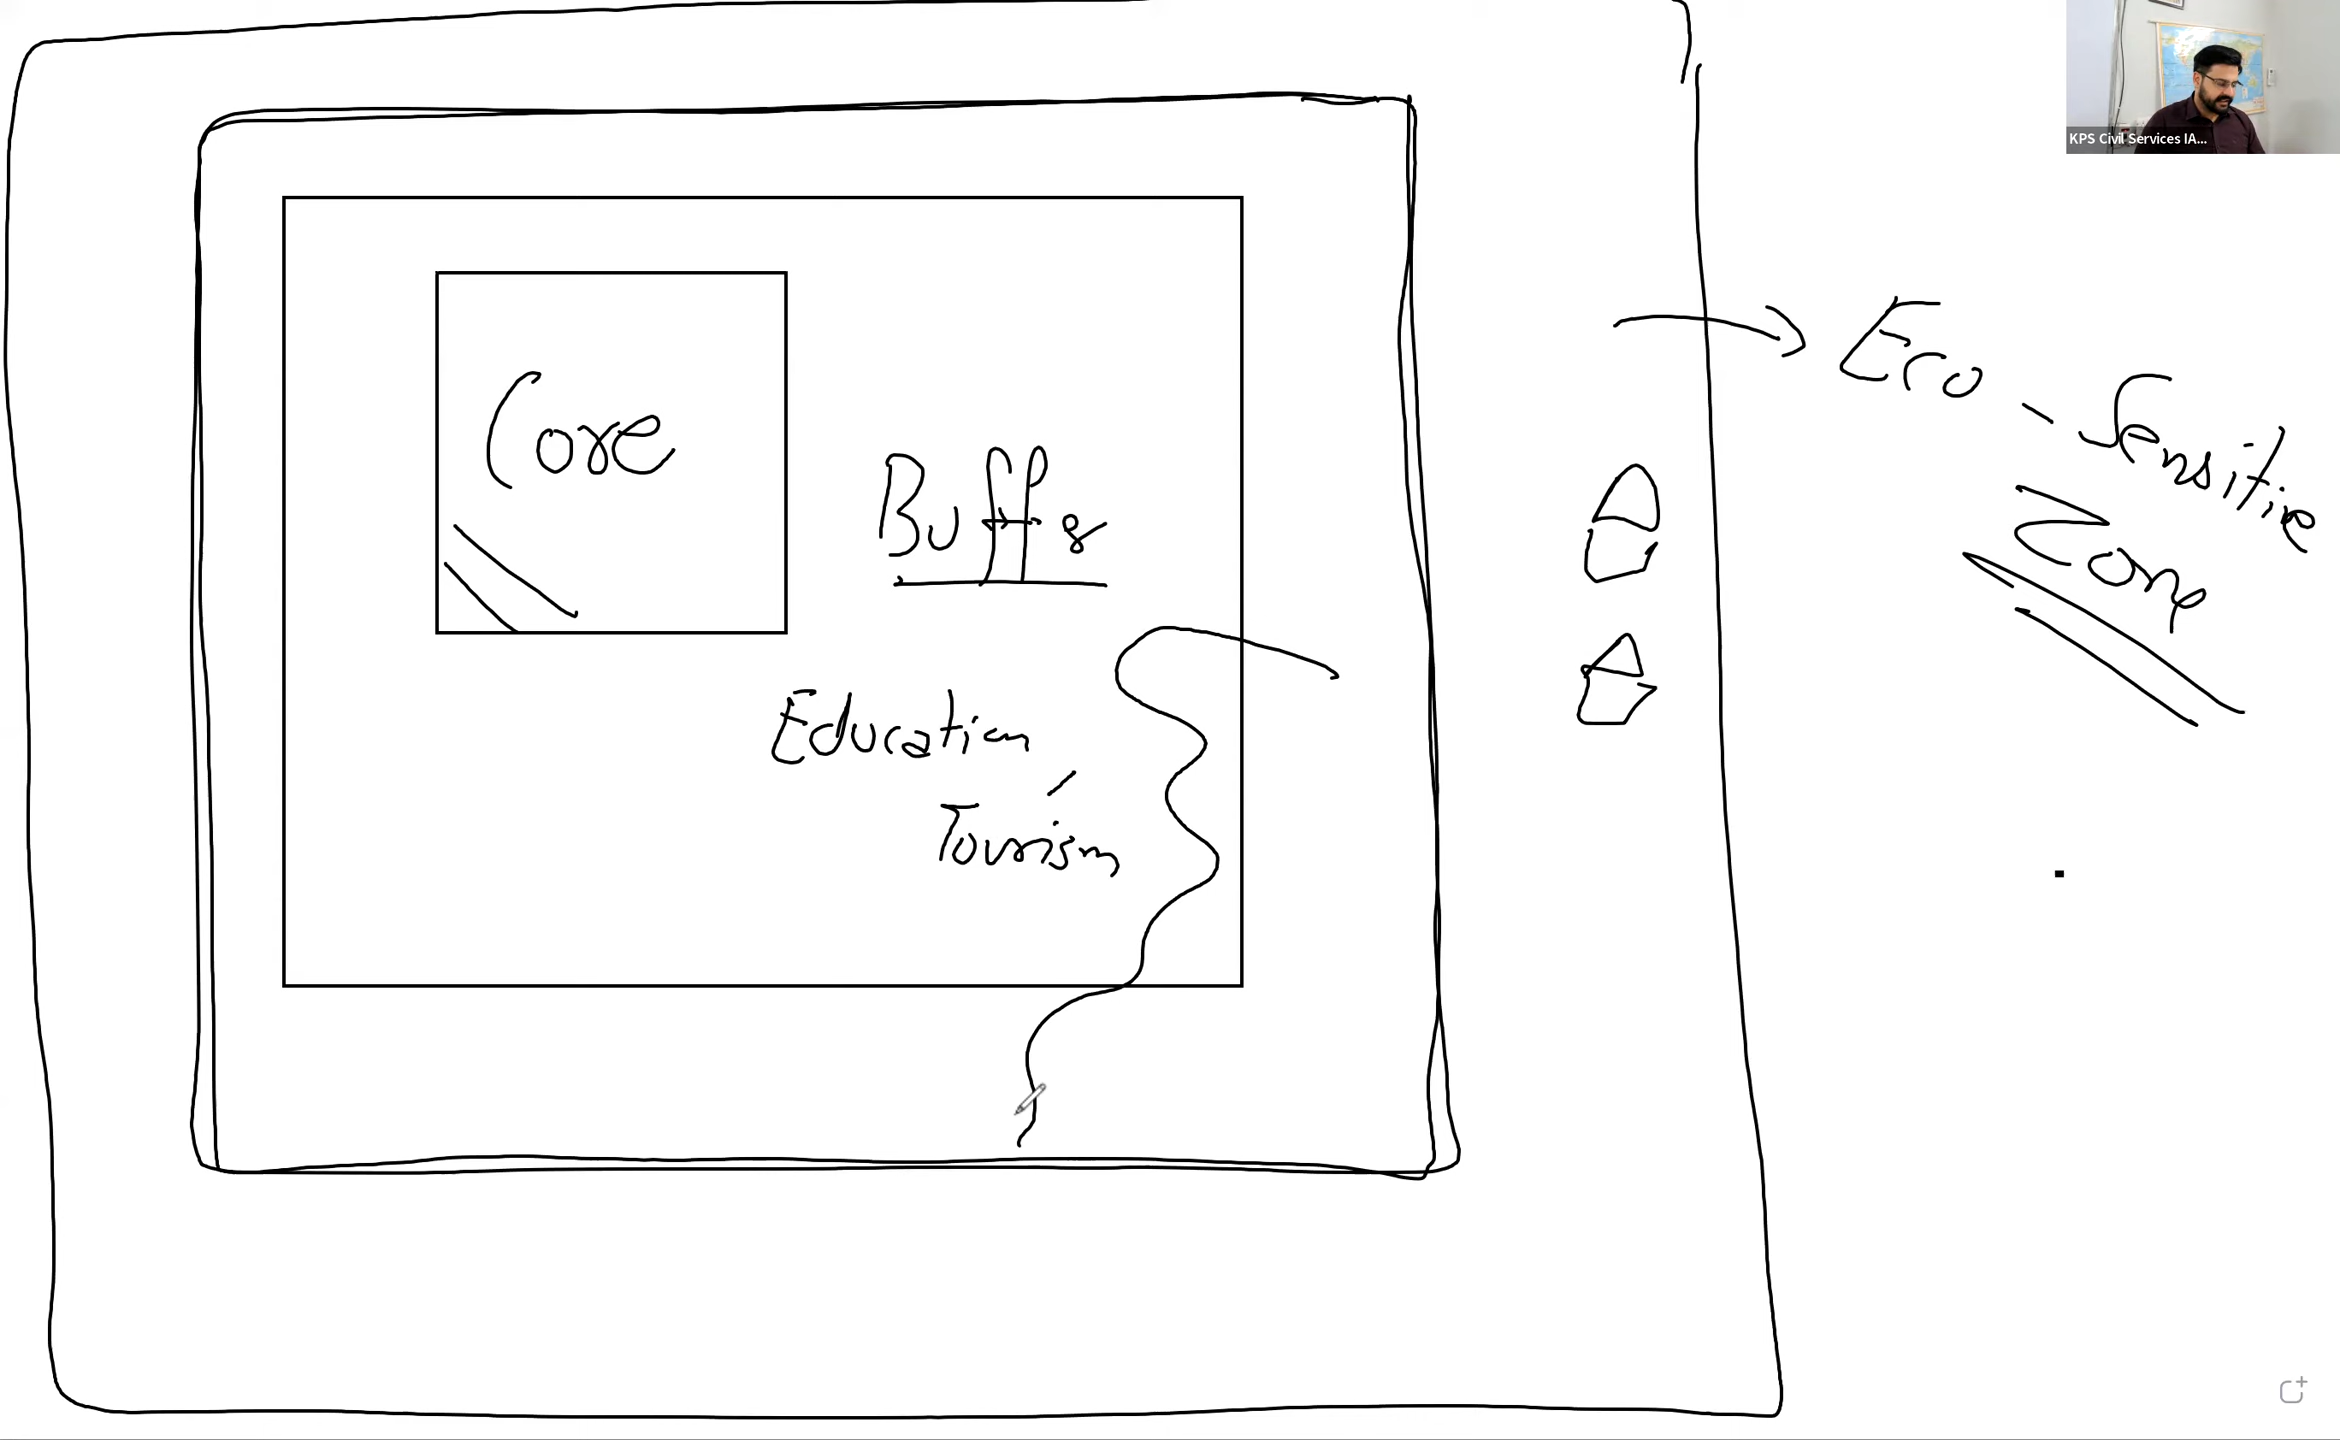 KPS Civil Services IA...
Core
Buffer
Education
Tourism
Eco - Sensitive
Zone